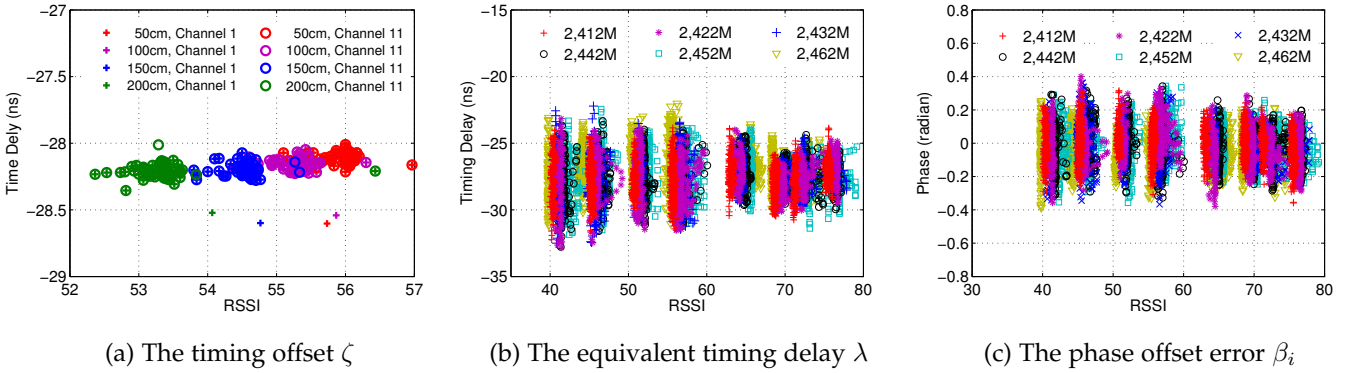 Time Dely (ns)
−27
−27.5
−28
−28.5
−29
50cm, Channel 1
50cm, Channel 11
100cm, Channel 1
100cm, Channel 11
150cm, Channel 1
150cm, Channel 11
200cm, Channel 1
200cm, Channel 11
52 53 54 55 56 57
RSSI
(a) The timing offset ζ
Timing Delay (ns)
−15
−20
−25
−30
−35
2,412M 2,422M 2,432M
2,442M 2,452M 2,462M
40 50 60 70 80
RSSI
(b) The equivalent timing delay λ
Phase (radian)
0.8
0.6
0.4
0.2
0
−0.2
−0.4
−0.6
−0.8
2,412M 2,422M 2,432M
2,442M 2,452M 2,462M
30 40 50 60 70 80
RSSI
(c) The phase offset error βi